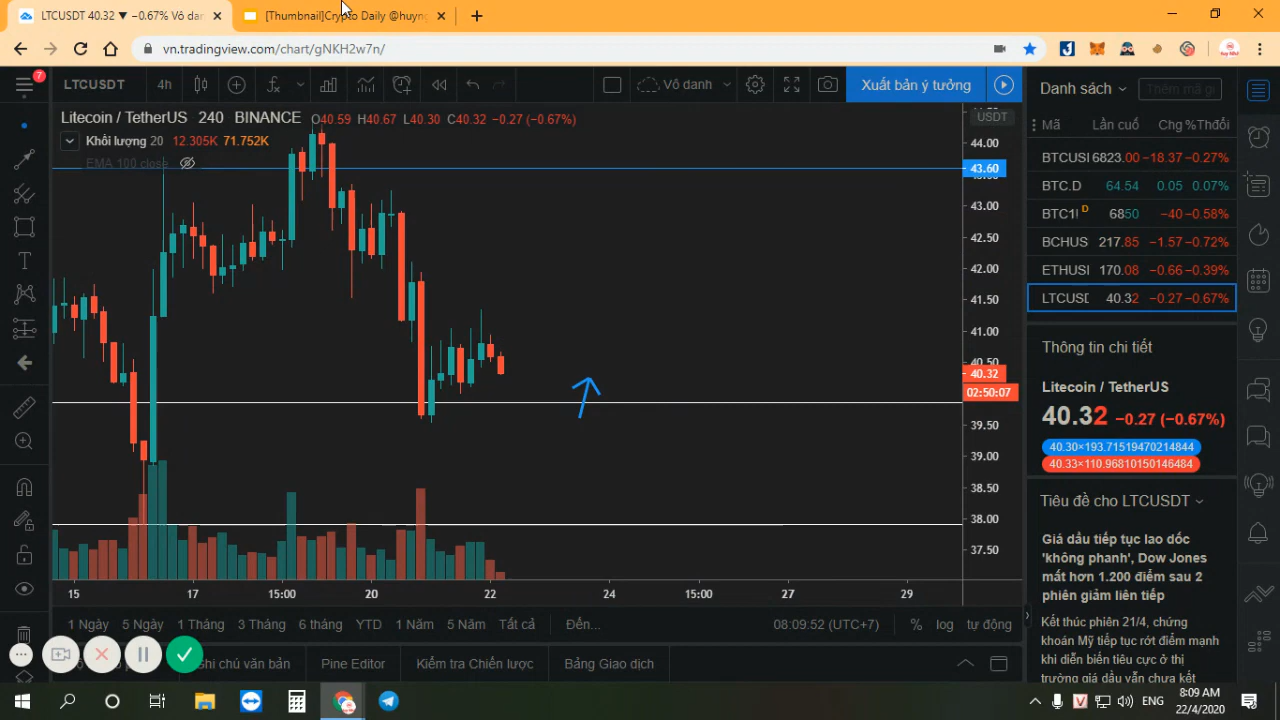 LTCUSDT 40.32 ▼ −0.67% Vô dan
[Thumbnail]Crypto Daily @huyng
vn.tradingview.com/chart/gNKH2w7n/
7
LTCUSDT 4h Vô danh Xuất bản ý tưởng
Litecoin / TetherUS 240 BINANCE O40.59 H40.67 L40.30 C40.32 −0.27 (−0.67%)
Khối lượng 20 12.305K 71.752K
EMA 100 close
USDT
44.00
43.60
43.00
42.50
42.00
41.50
41.00
40.50
40.32
02:50:07
39.50
39.00
38.50
38.00
37.50
15 17 15:00 20 22 24 15:00 27 29
1 Ngày 5 Ngày 1 Tháng 3 Tháng 6 tháng YTD 1 Năm 5 Năm Tất cả Đến... 08:09:52 (UTC+7) % log tự động
Ghi chú văn bản Pine Editor Kiểm tra Chiến lược Bảng Giao dịch
Danh sách Thêm mã gi
Mã Lần cuố Chg %Thđổi
BTCUSI 6823.00 −18.37 −0.27%
BTC.D 64.54 0.05 0.07%
BTC1! D 6850 −40 −0.58%
BCHUS 217.85 −1.57 −0.72%
ETHUSI 170.08 −0.66 −0.39%
LTCUSD 40.32 −0.27 −0.67%
Thông tin chi tiết
Litecoin / TetherUS
40.32 −0.27 (−0.67%)
40.30×193.71519470214844
40.33×110.96810150146484
Tiêu đề cho LTCUSDT
Giá dầu tiếp tục lao dốc
'không phanh', Dow Jones
mất hơn 1.200 điểm sau 2
phiên giảm liên tiếp
Kết thúc phiên 21/4, chứng
khoán Mỹ tiếp tục rớt điểm mạnh
khi diễn biến tiêu cực ở thị
trường giá dầu vẫn chưa kết
ENG
8:09 AM
22/4/2020